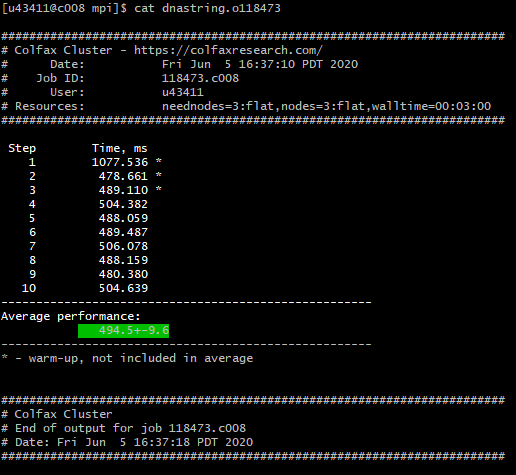 [u43411@c008 mpi]$ cat dnastring.o118473
########################################################################
# Colfax Cluster - https://colfaxresearch.com/
#      Date:           Fri Jun  5 16:37:10 PDT 2020
#    Job ID:           118473.c008
#      User:           u43411
# Resources:           neednodes=3:flat,nodes=3:flat,walltime=00:03:00
########################################################################
 Step        Time, ms
    1        1077.536 *
    2         478.661 *
    3         489.110 *
    4         504.382
    5         488.059
    6         489.487
    7         506.078
    8         488.159
    9         480.380
   10         504.639
-----------------------------------------------------
Average performance:
              494.5+-9.6
-----------------------------------------------------
* - warm-up, not included in average
########################################################################
# Colfax Cluster
# End of output for job 118473.c008
# Date: Fri Jun  5 16:37:18 PDT 2020
########################################################################